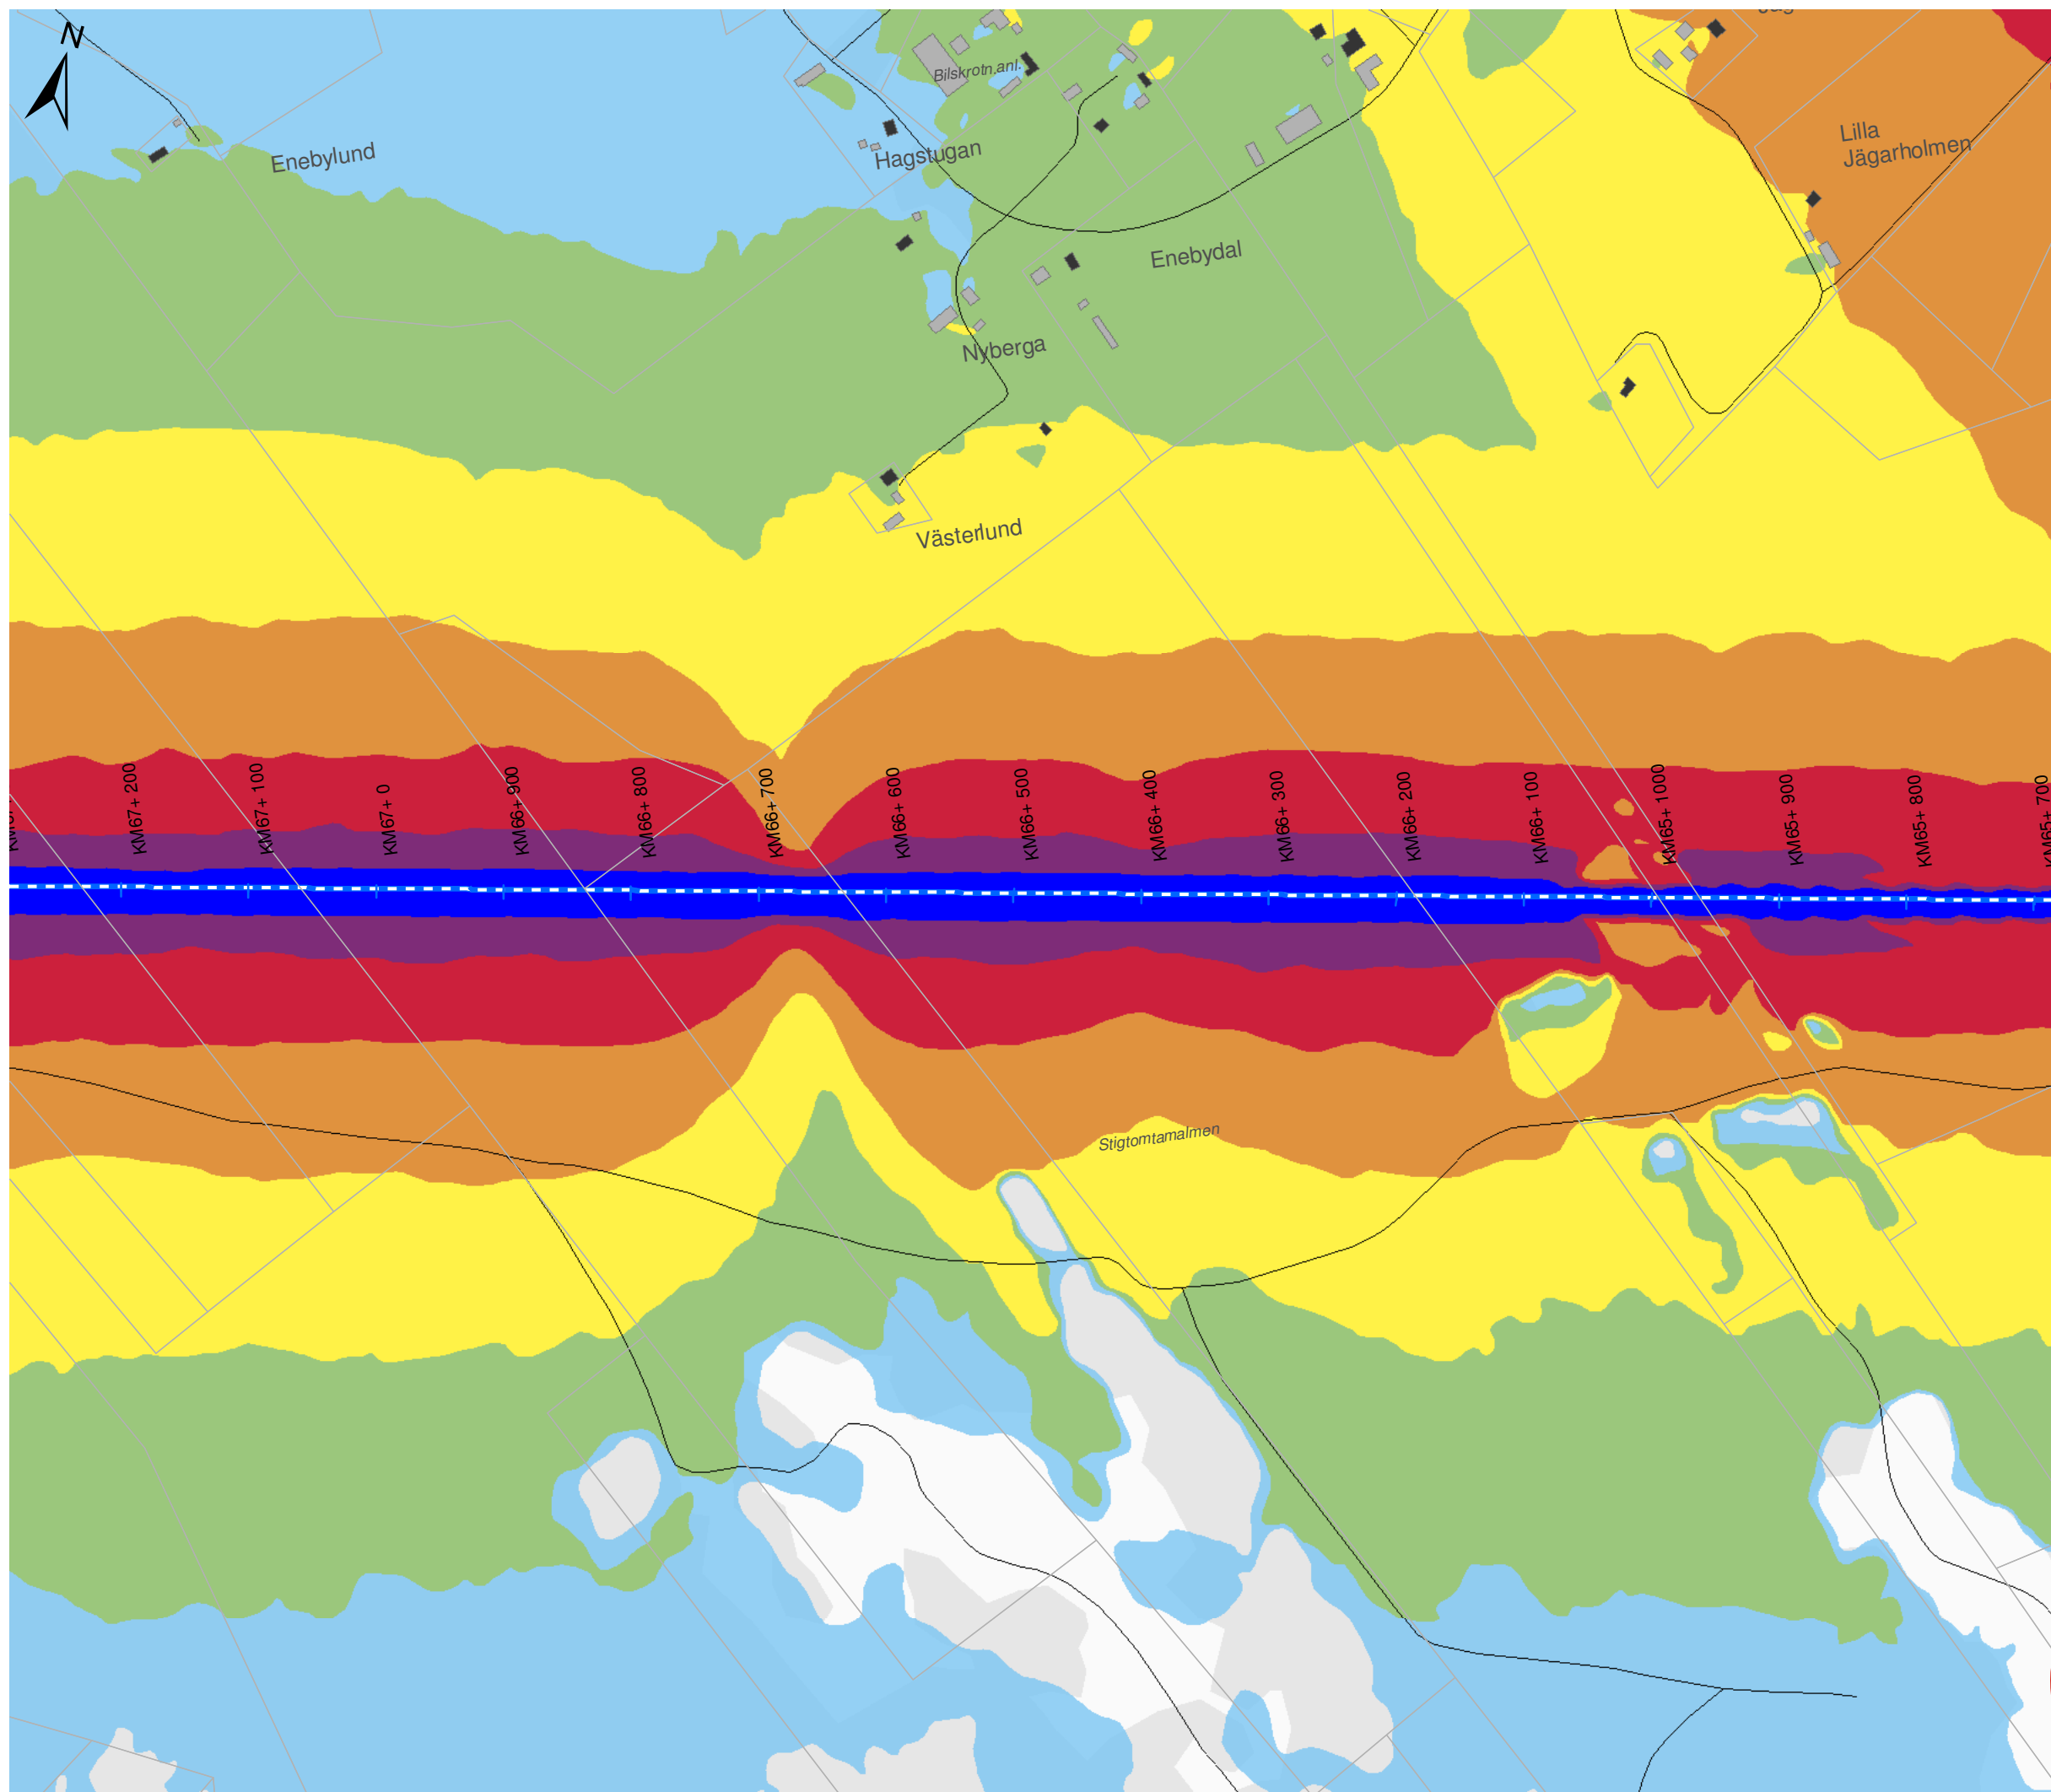 N
Bilskrotn.anl.
Enebylund
Hagstugan
Lilla
Jägarholmen
Enebydal
Nyberga
Västerlund
KM67+ 200
KM67+ 100
KM67+ 0
KM66+ 900
KM66+ 800
KM66+ 700
KM66+ 600
KM66+ 500
KM66+ 400
KM66+ 300
KM66+ 200
KM66+ 100
KM65+ 1000
KM65+ 900
KM65+ 800
KM65+ 700
Stigtomtamalmen